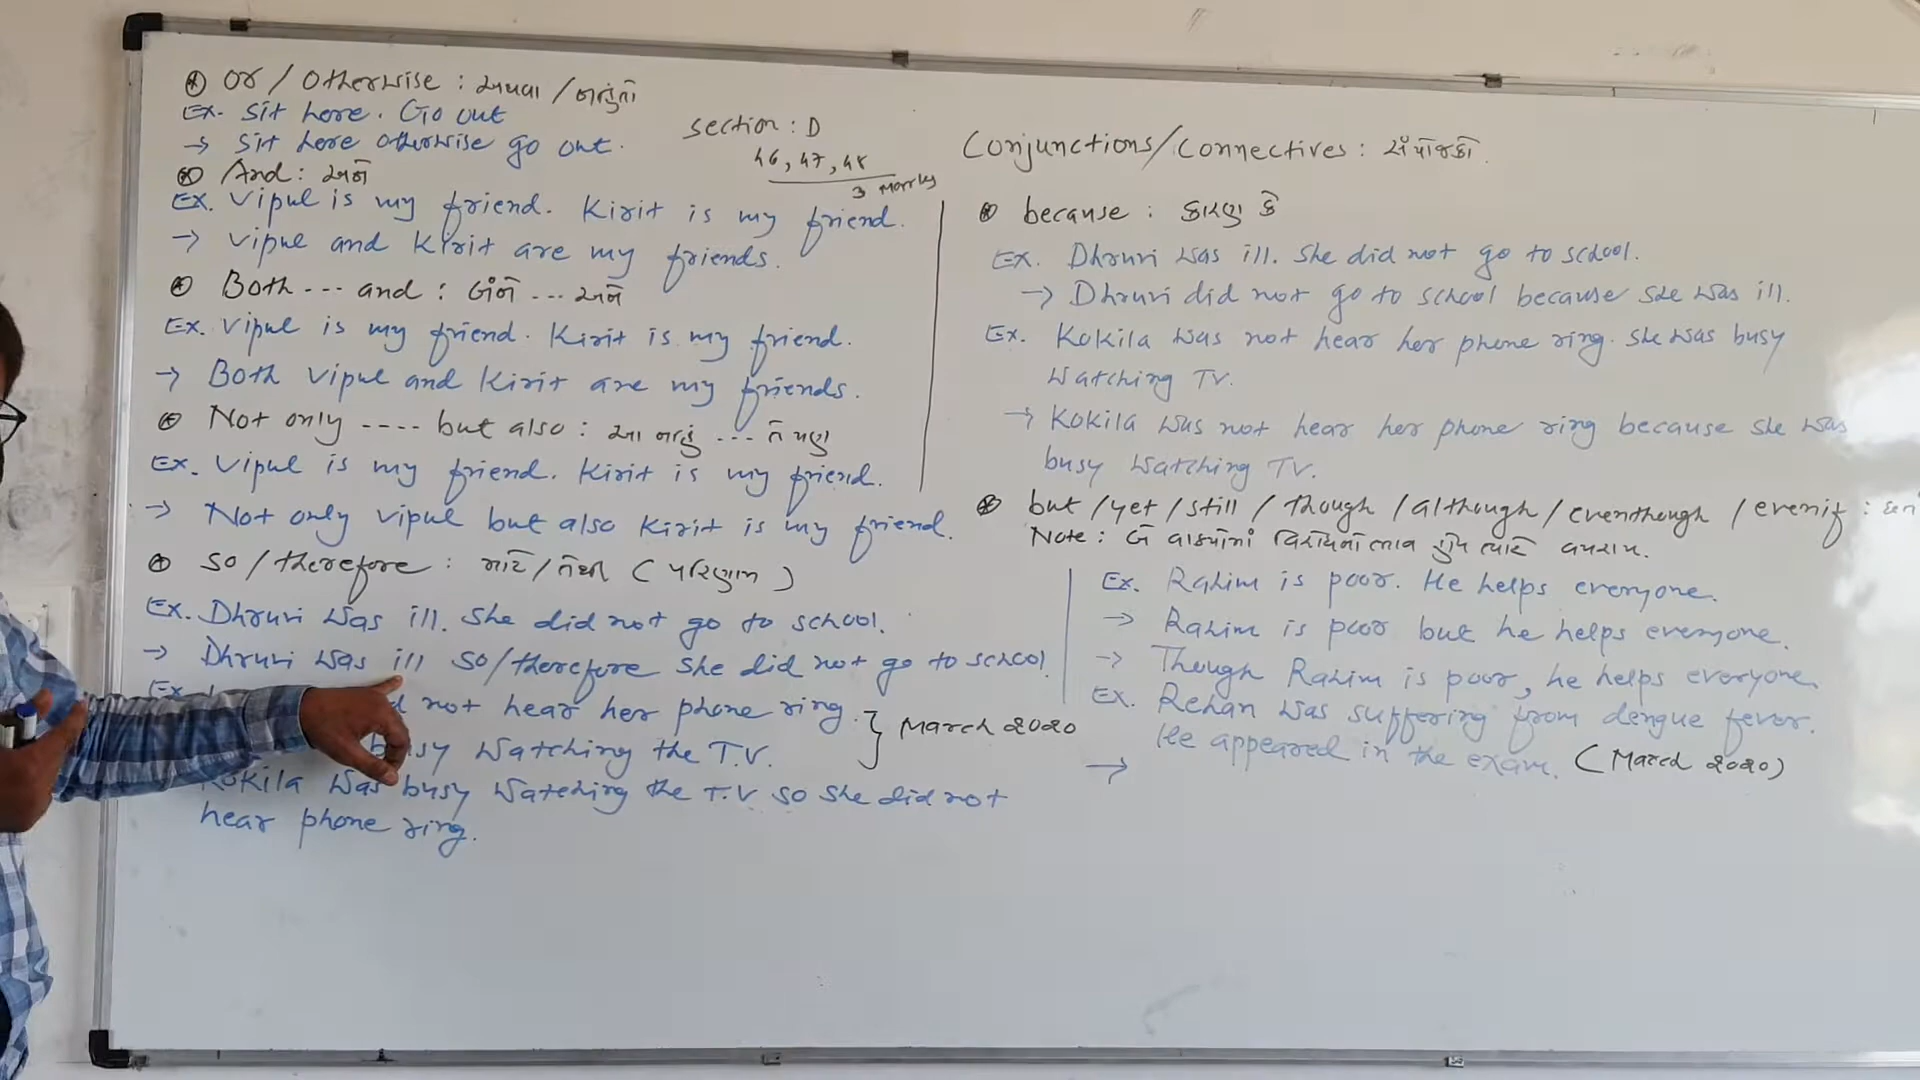 ⊛ Or / Otherwise : અથવા / નહીંતો
Ex. Sit here. Go out
→ Sit here otherwise go out.
⊛ And : અને
Ex. Vipul is my friend. Kirit is my friend.
→ Vipul and Kirit are my friends.
⊛ Both --- and : બંને --- અને
Ex. Vipul is my friend. Kirit is my friend.
→ Both Vipul and Kirit are my friends.
⊛ Not only ---- but also : આ નહીં --- તે પણ
Ex. Vipul is my friend. Kirit is my friend.
→ Not only Vipul but also Kirit is my friend.
⊛ So / therefore : માટે / તેથી ( પરિણામ )
Ex. Dhruvi was ill. She did not go to school.
→ Dhruvi was ill so/therefore she did not go to school.
Ex. not hear her phone ring. } March 2020
busy watching the T.V.
Kokila was busy watching the T.V so she did not
hear phone ring.
Section : D
46, 47, 48
3 Marks
Conjunctions/Connectives : સંયોજકો.
⊛ because : કારણ કે
Ex. Dhruvi was ill. She did not go to school.
→ Dhruvi did not go to school because she was ill.
Ex. Kokila was not hear her phone ring. She was busy
watching TV.
→ Kokila was not hear her phone ring because she was
busy watching TV.
⊛ but / yet / still / though / although / eventhough / evenif :
Note : બે વાક્યોમાં વિરોધનો ભાવ હોય ત્યારે વપરાય.
Ex. Rahim is poor. He helps everyone.
→ Rahim is poor but he helps everyone.
→ Though Rahim is poor, he helps everyone.
Ex. Rehan was suffering from dengue fever.
He appeared in the exam. (March 2020)
→